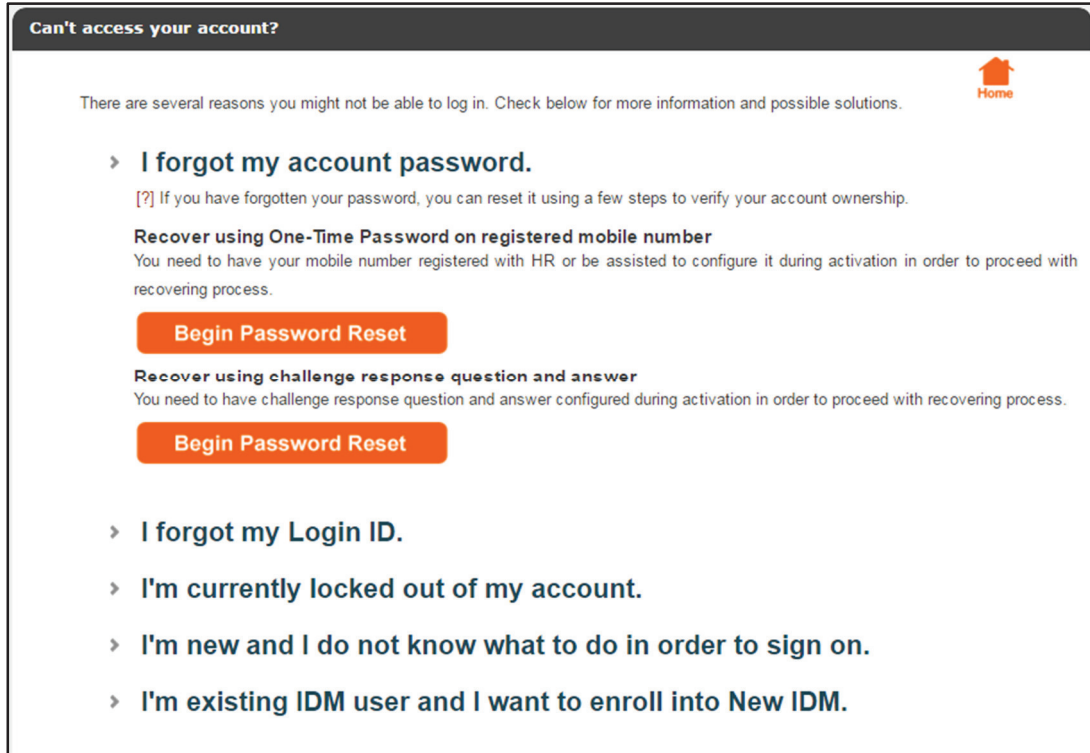 Can't access your account?
Home
There are several reasons you might not be able to log in. Check below for more information and possible solutions.
I forgot my account password.
[?] If you have forgotten your password, you can reset it using a few steps to verify your account ownership.
Recover using One-Time Password on registered mobile number
You need to have your mobile number registered with HR or be assisted to configure it during activation in order to proceed with
recovering process.
Begin Password Reset
Recover using challenge response question and answer
You need to have challenge response question and answer configured during activation in order to proceed with recovering process.
Begin Password Reset
I forgot my Login ID.
I'm currently locked out of my account.
I'm new and I do not know what to do in order to sign on.
I'm existing IDM user and I want to enroll into New IDM.